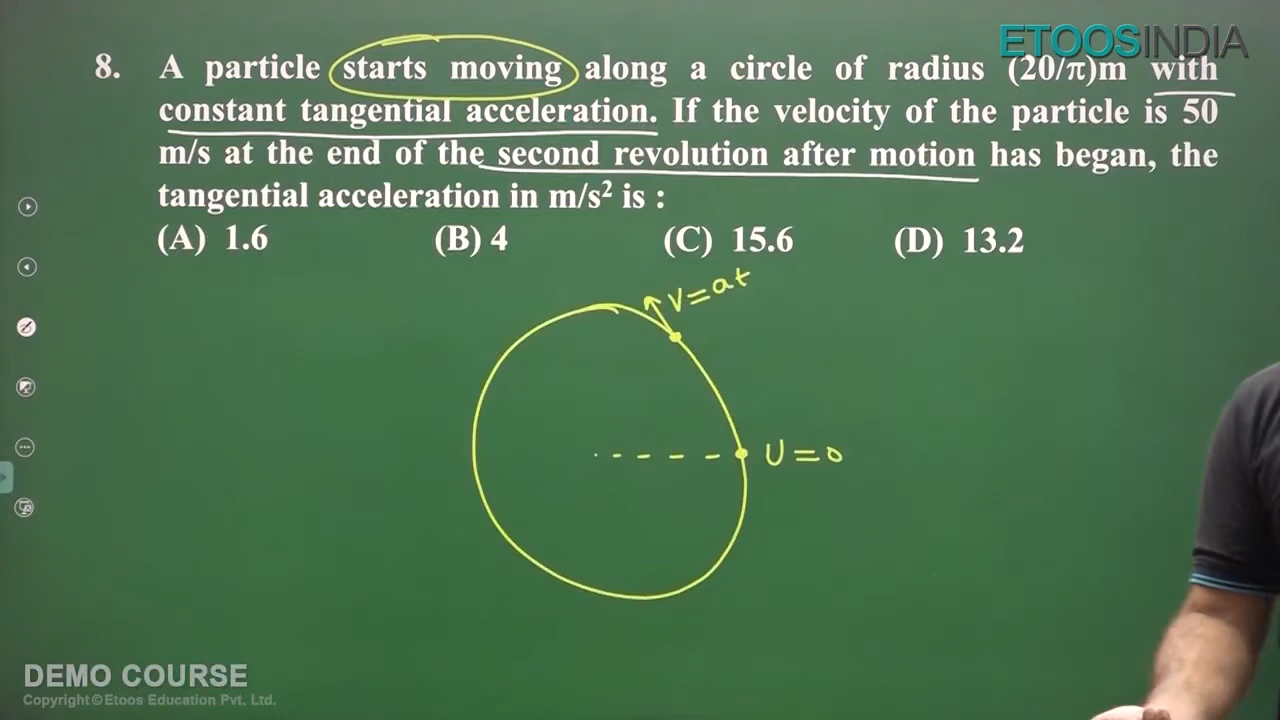 ETOOSINDIA
8. A particle starts moving along a circle of radius (20/π)m with
constant tangential acceleration. If the velocity of the particle is 50
m/s at the end of the second revolution after motion has began, the
tangential acceleration in m/s² is :
(A) 1.6 (B) 4 (C) 15.6 (D) 13.2
V=at
U=0
DEMO COURSE
Copyright©Etoos Education Pvt. Ltd.